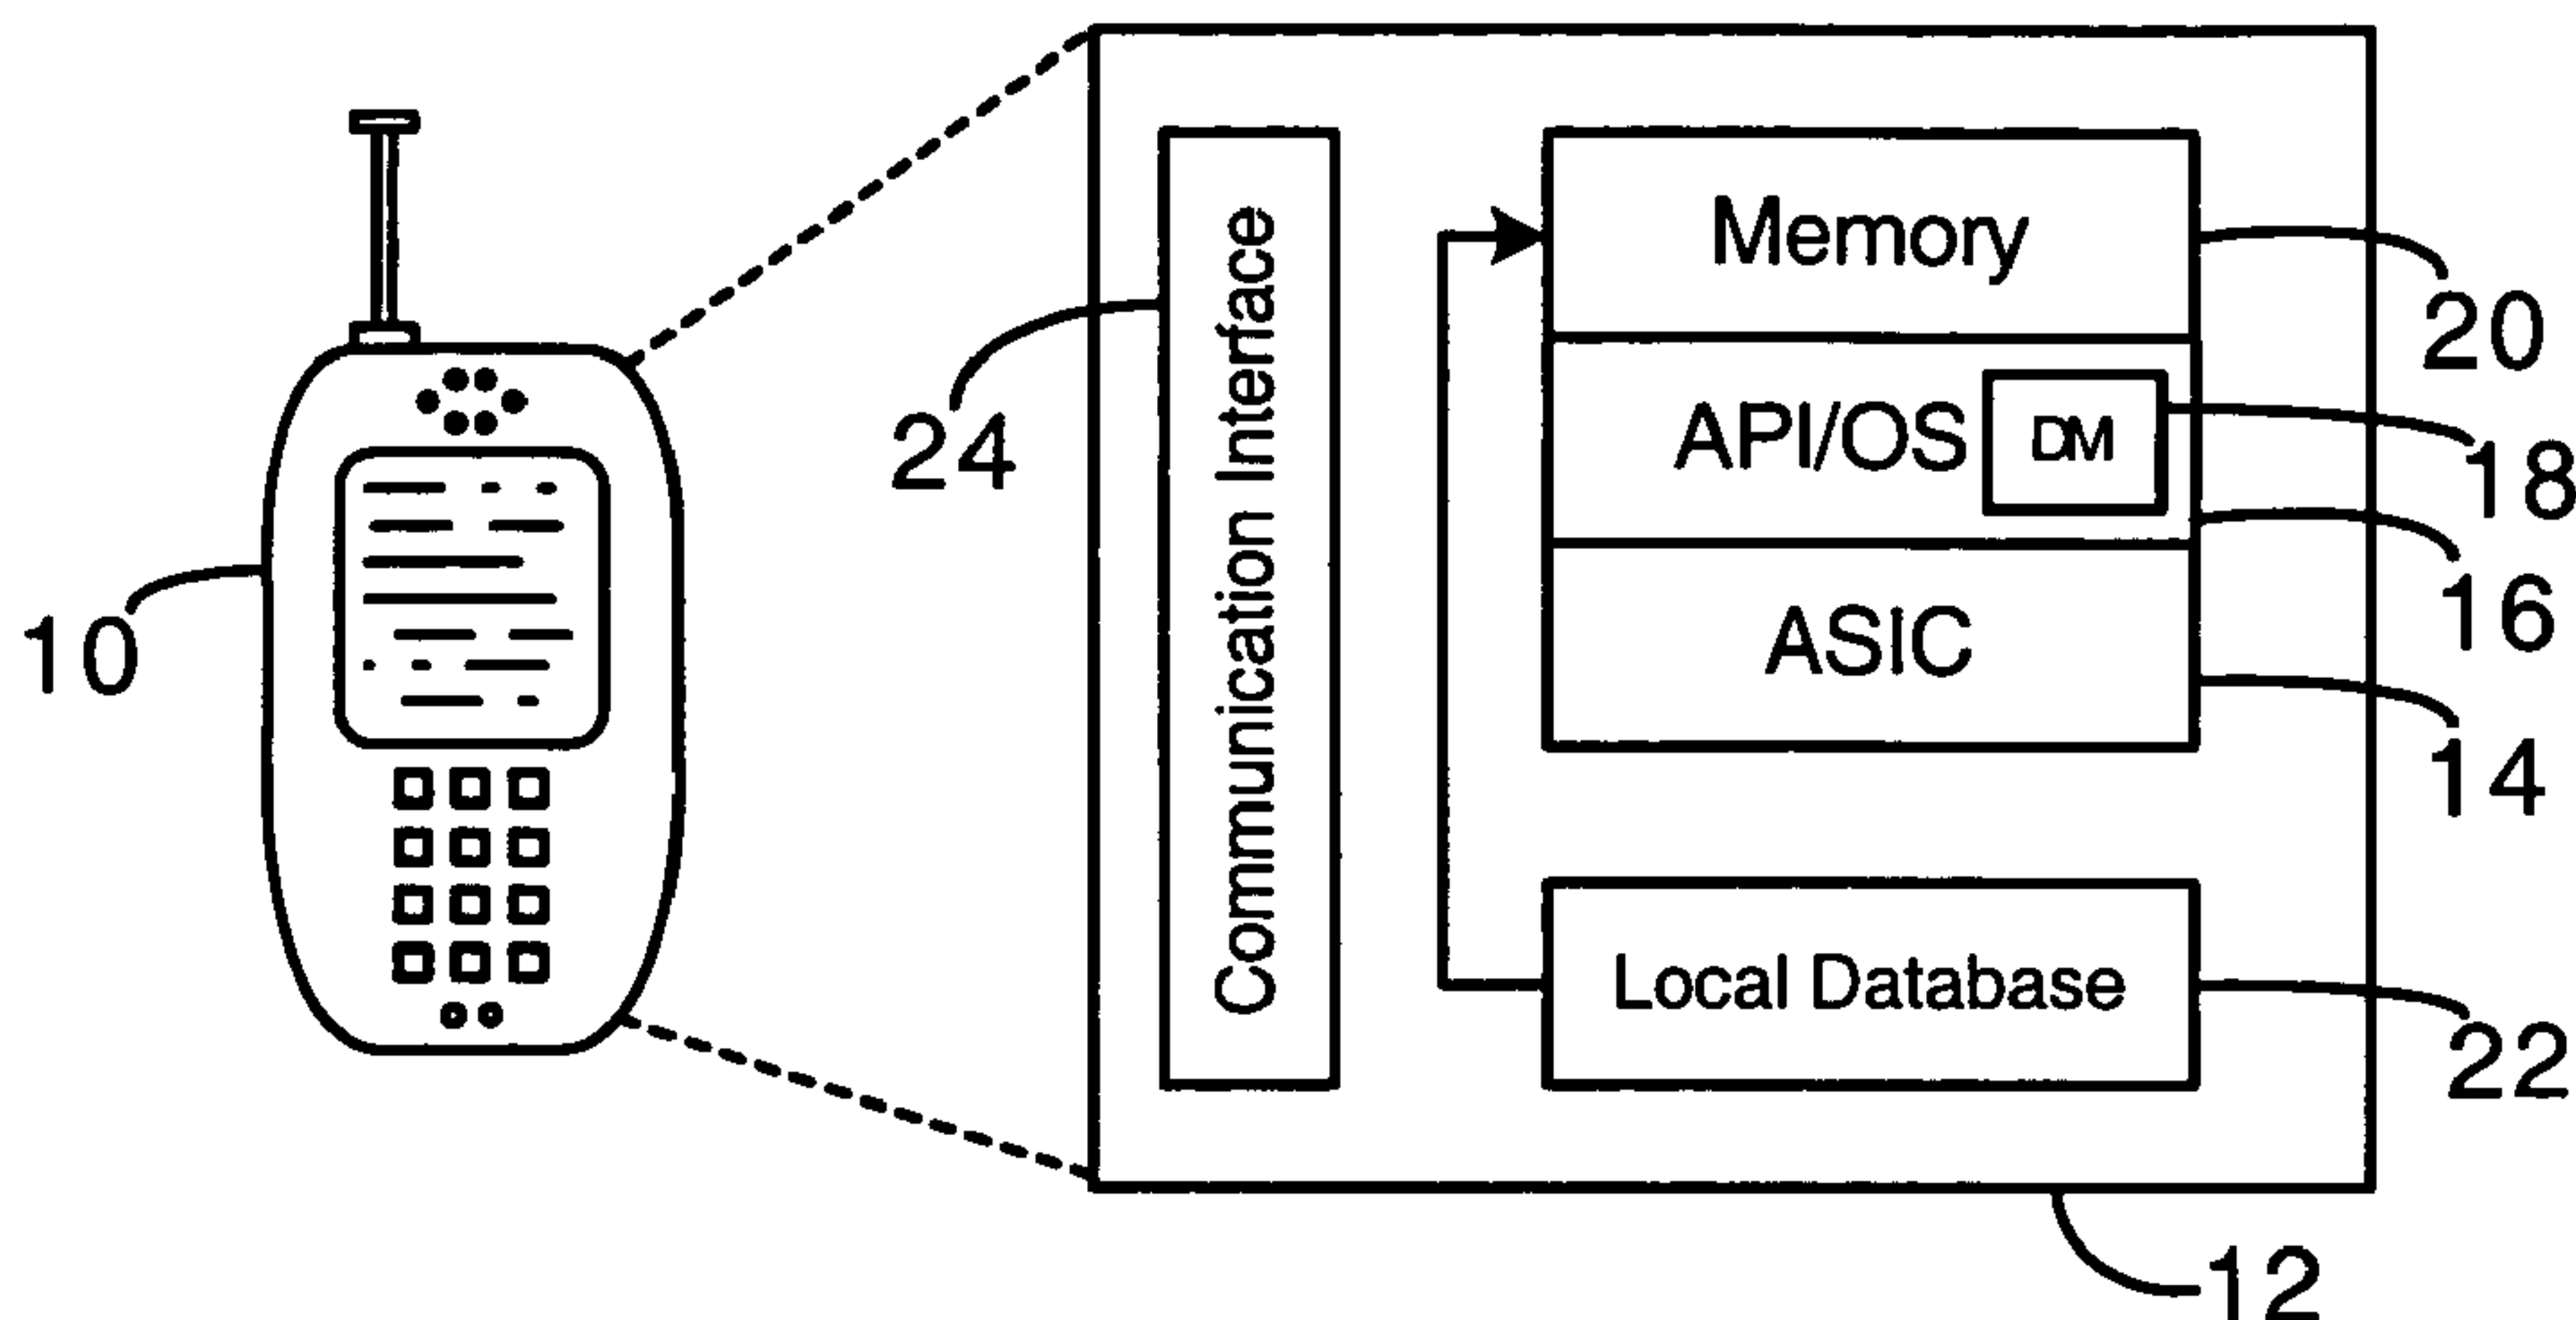 Memory
20
24
Communication Interface
API/OS
DM
18
16
10
ASIC
14
Local Database
22
12